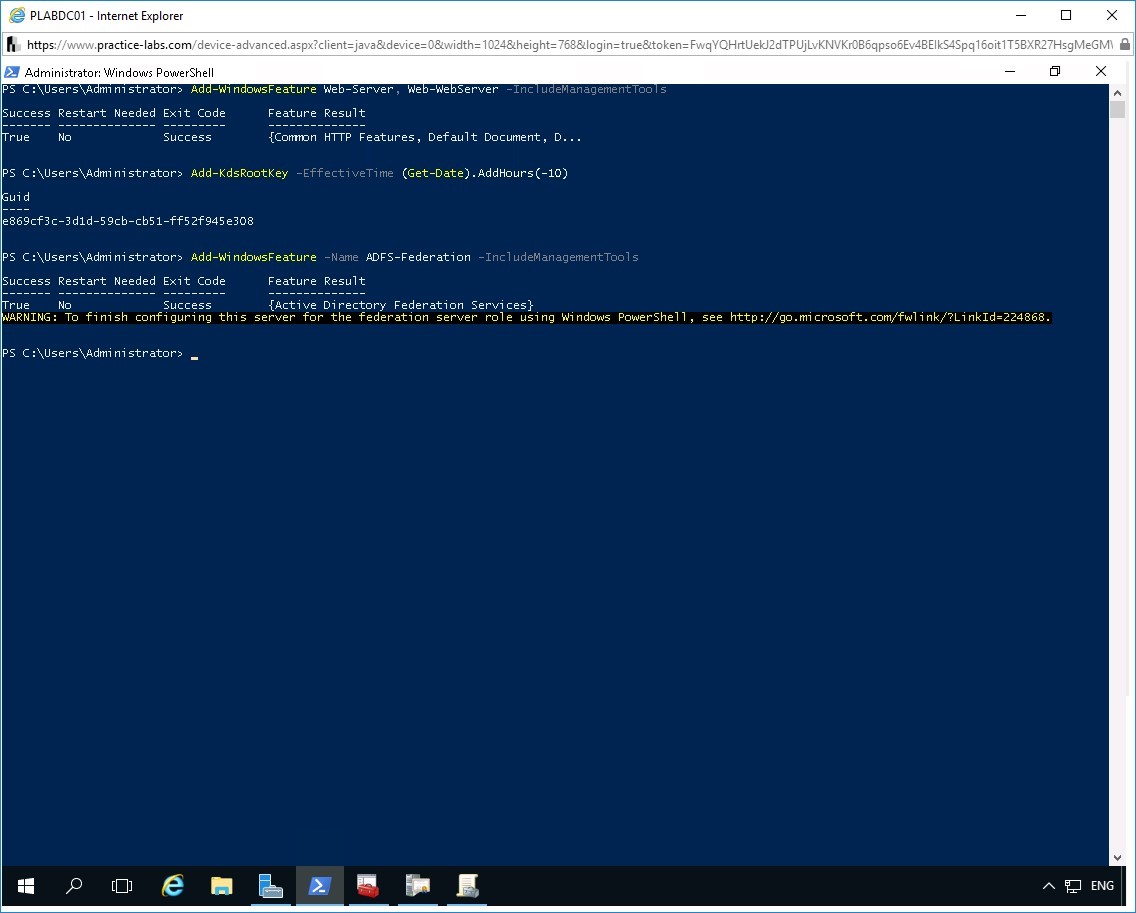 PLABDC01 - Internet Explorer
https://www.practice-labs.com/device-advanced.aspx?client=java&device=0&width=1024&height=768&login=true&token=FwqYQHrtUekJ2dTPUjLvKNVKr0B6qpso6Ev4BElkS4Spq16oit1T5BXR27HsgMeGM
Administrator: Windows PowerShell
PS C:\Users\Administrator> Add-WindowsFeature Web-Server, Web-WebServer -IncludeManagementTools
Success Restart Needed Exit Code      Feature Result
------- -------------- ---------      --------------
True    No             Success        {Common HTTP Features, Default Document, D...
PS C:\Users\Administrator> Add-KdsRootKey -EffectiveTime (Get-Date).AddHours(-10)
Guid
----
e869cf3c-3d1d-59cb-cb51-ff52f945e308
PS C:\Users\Administrator> Add-WindowsFeature -Name ADFS-Federation -IncludeManagementTools
Success Restart Needed Exit Code      Feature Result
------- -------------- ---------      --------------
True    No             Success        {Active Directory Federation Services}
WARNING: To finish configuring this server for the federation server role using Windows PowerShell, see http://go.microsoft.com/fwlink/?LinkId=224868.
PS C:\Users\Administrator> _
ENG